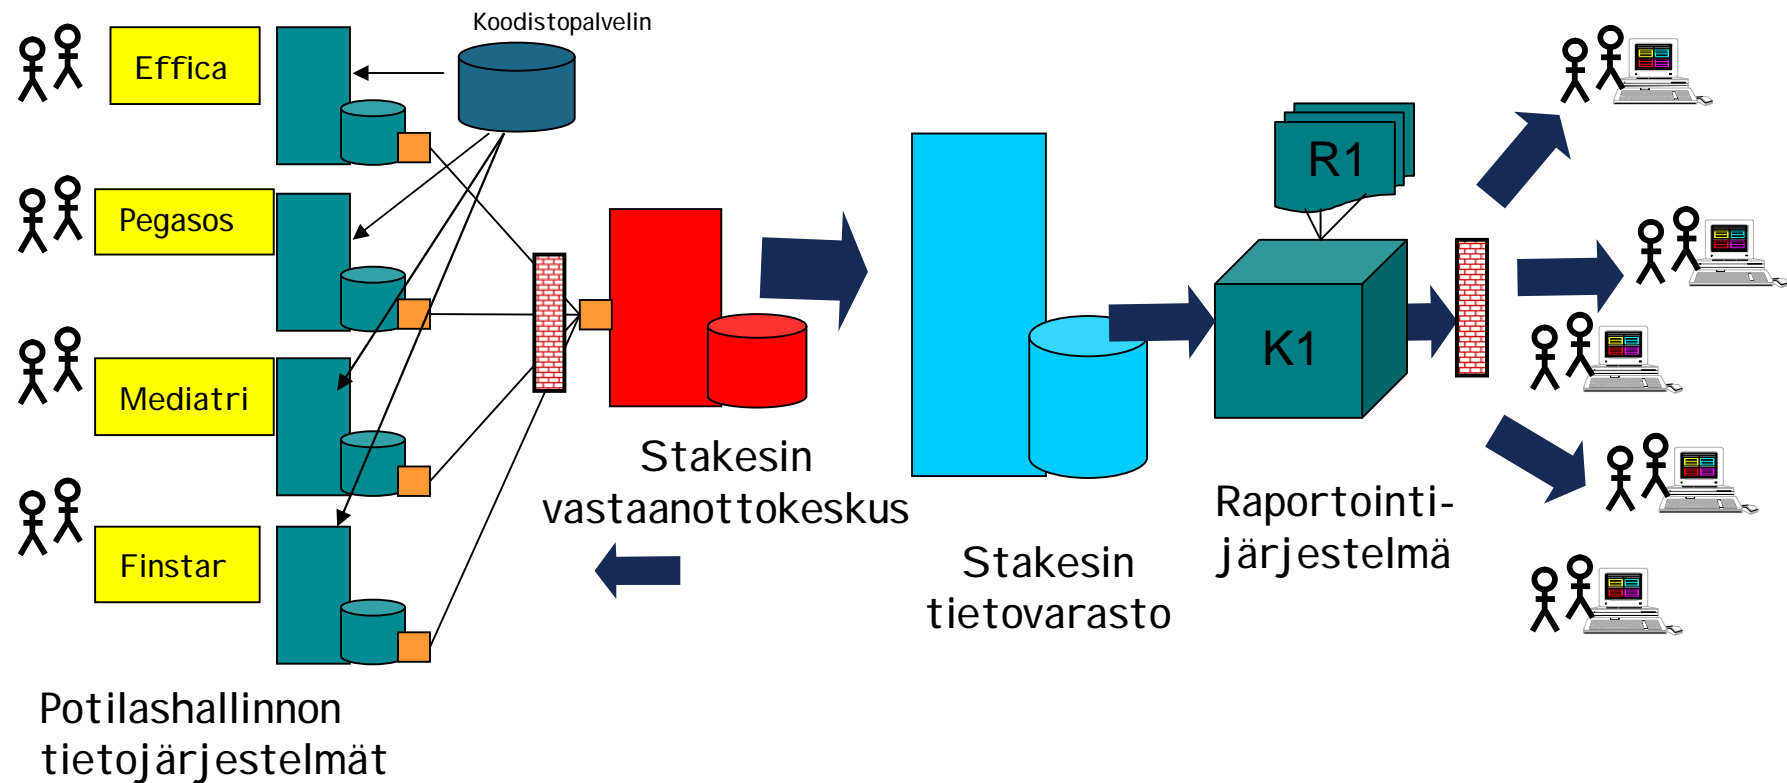 Koodistopalvelin
Effica
Pegasos
Mediatri
Finstar
Potilashallinnon
tietojärjestelmät
Stakesin
vastaanottokeskus
Stakesin
tietovarasto
R1
K1
Raportointi-
järjestelmä